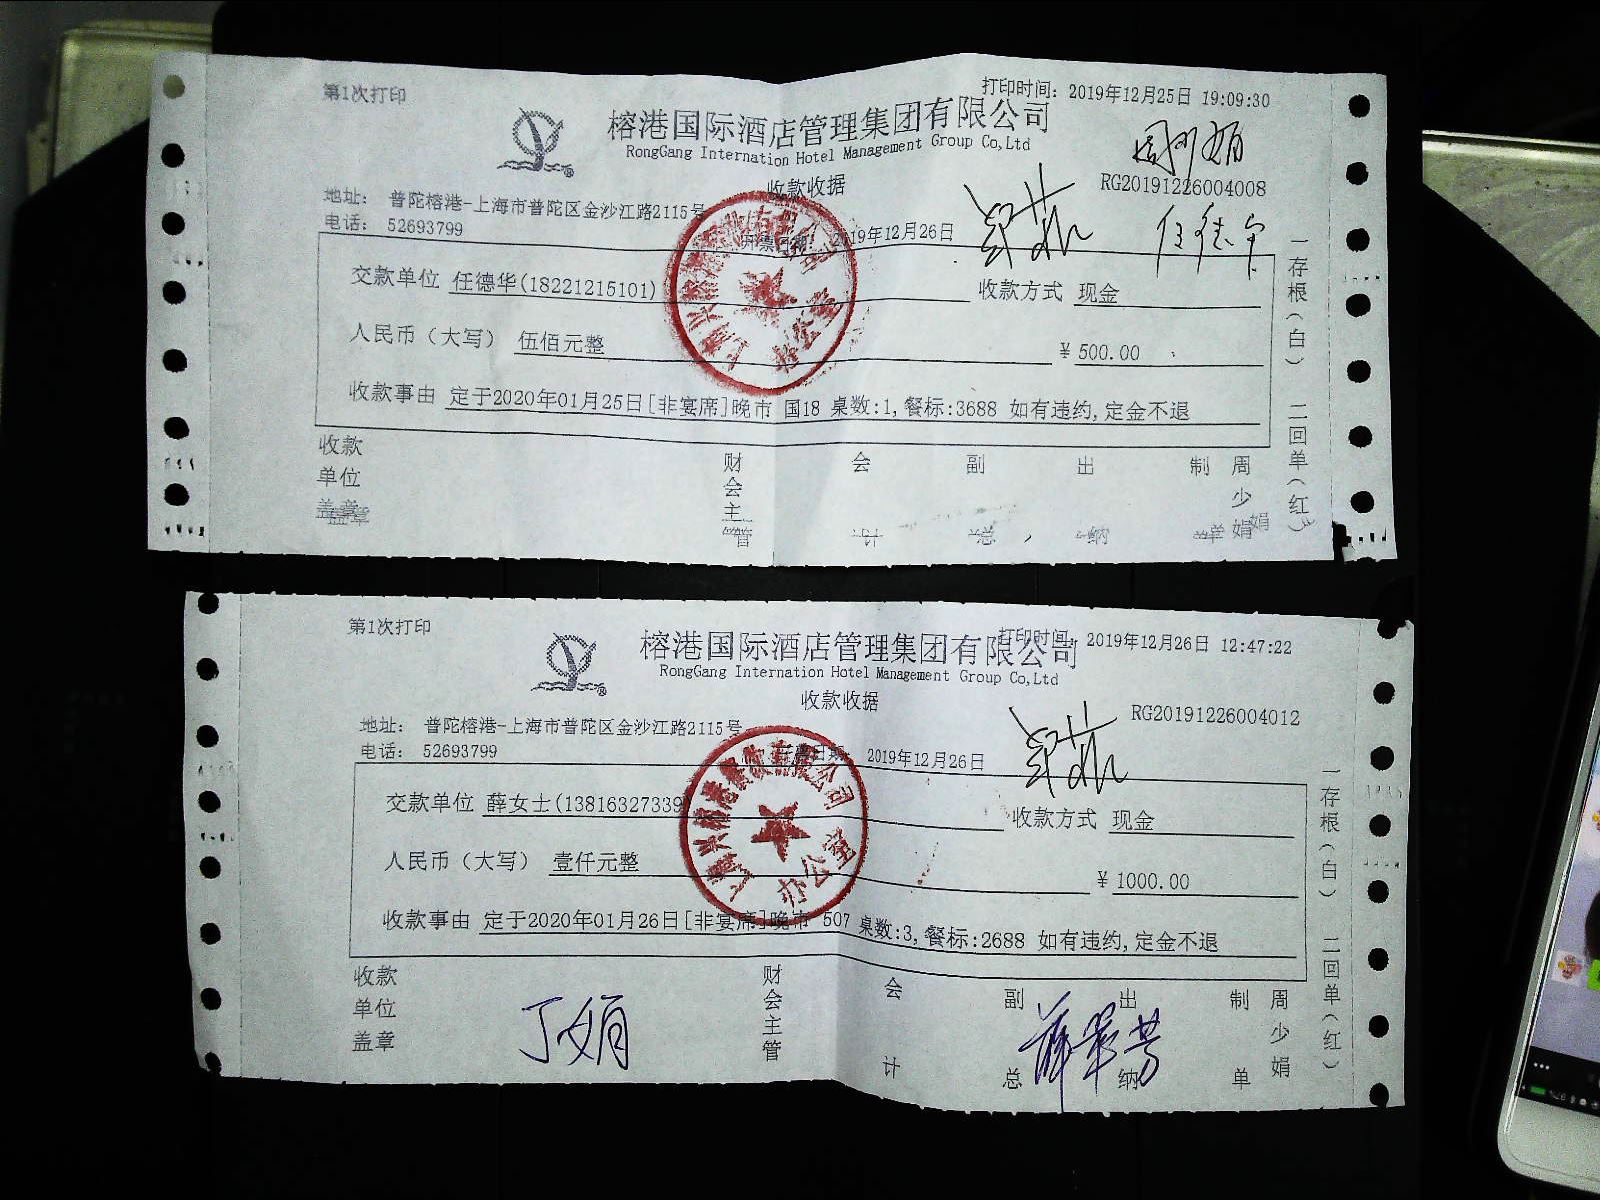 第1次打印
打印时间: 2019年12月25日 19:09:30
榕港国际酒店管理集团有限公司
RongGang Internation Hotel Management Group Co,Ltd
收款收据
RG20191226004008
地址: 普陀榕港-上海市普陀区金沙江路2115号
电话: 52693799
开票日期: 2019年12月26日
交款单位 任德华(18221215101)
收款方式 现金
人民币(大写) 伍佰元整
¥ 500.00
收款事由 定于2020年01月25日[非宴席]晚市 国18 桌数:1,餐标:3688 如有违约,定金不退
收款单位盖章
财会主管
会计
副总
出纳
制单
周少娟
一存根(白) 二回单(红)
第1次打印
打印时间: 2019年12月26日 12:47:22
榕港国际酒店管理集团有限公司
RongGang Internation Hotel Management Group Co,Ltd
收款收据
RG20191226004012
地址: 普陀榕港-上海市普陀区金沙江路2115号
电话: 52693799
开票日期: 2019年12月26日
交款单位 薛女士(13816327339)
收款方式 现金
人民币(大写) 壹仟元整
¥ 1000.00
收款事由 定于2020年01月26日[非宴席]晚市 507 桌数:3,餐标:2688 如有违约,定金不退
办公室
收款单位盖章
丁娟
财会主管
会计
副总
出纳
制单
周少娟
一存根(白) 二回单(红)